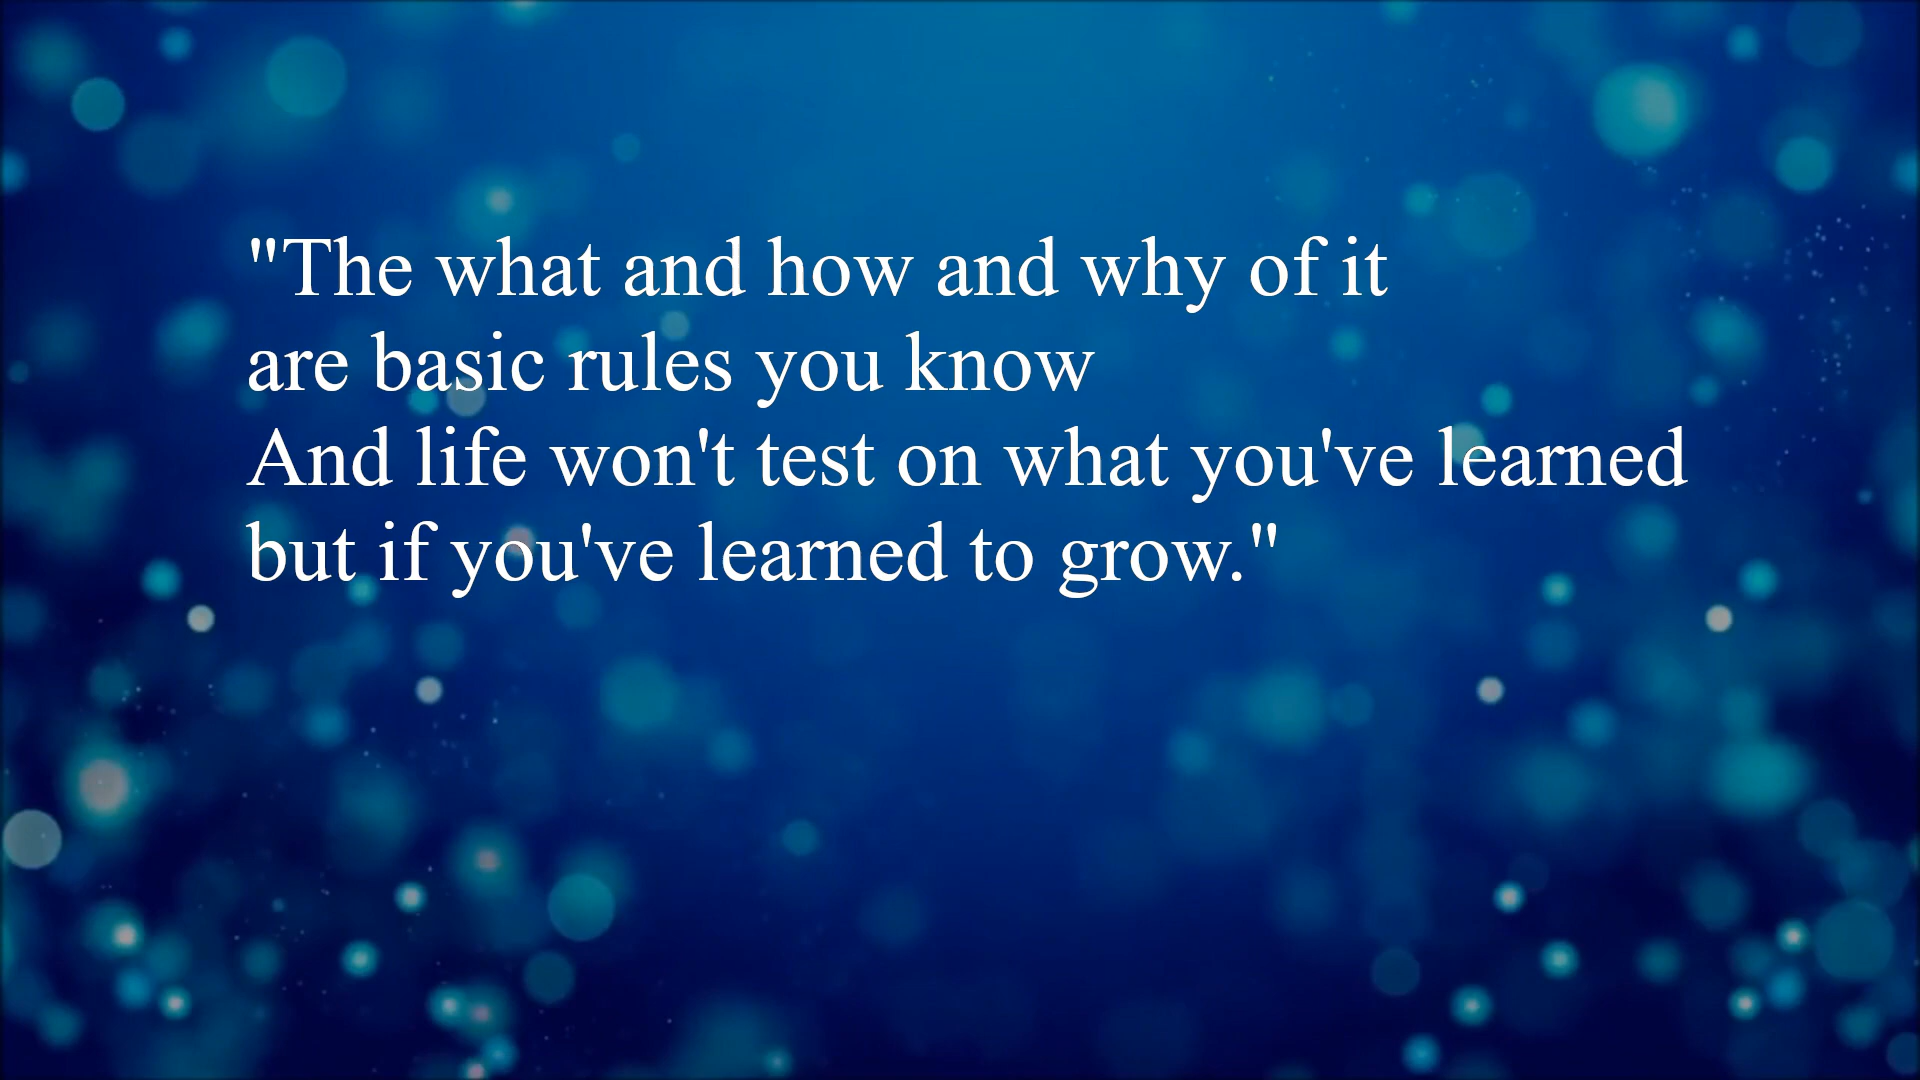 "The what and how and why of it
are basic rules you know
And life won't test on what you've learned
but if you've learned to grow."